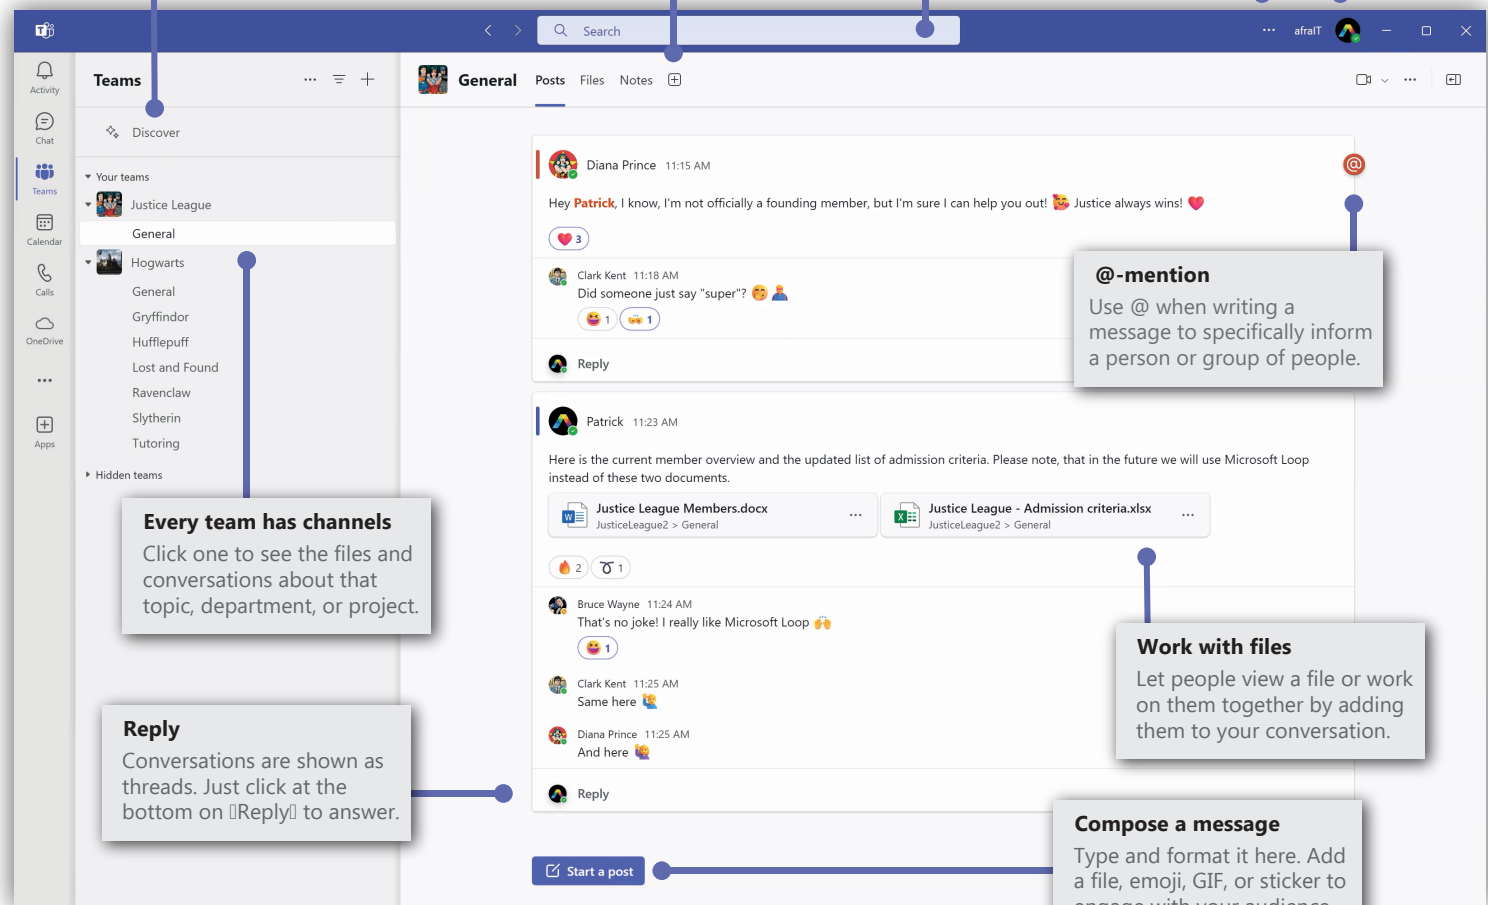 Search
afraIT
Activity
Chat
Teams
Calendar
Calls
OneDrive
Apps
Teams
Discover
Your teams
Justice League
General
Hogwarts
General
Gryffindor
Hufflepuff
Lost and Found
Ravenclaw
Slytherin
Tutoring
Hidden teams
General Posts Files Notes
Diana Prince 11:15 AM
@
Hey Patrick, I know, I'm not officially a founding member, but I'm sure I can help you out! 🥰 Justice always wins! ❤️
❤️ 3
Clark Kent 11:18 AM
Did someone just say "super"?
😆 1 1
Reply
Patrick 11:23 AM
Here is the current member overview and the updated list of admission criteria. Please note, that in the future we will use Microsoft Loop
instead of these two documents.
Justice League Members.docx
JusticeLeague2 > General
Justice League - Admission criteria.xlsx
JusticeLeague2 > General
🔥 2 ➰ 1
Bruce Wayne 11:24 AM
That's no joke! I really like Microsoft Loop 🙌
😆 1
Clark Kent 11:25 AM
Same here
Diana Prince 11:25 AM
And here
Reply
Start a post
@-mention
Use @ when writing a
message to specifically inform
a person or group of people.
Every team has channels
Click one to see the files and
conversations about that
topic, department, or project.
Work with files
Let people view a file or work
on them together by adding
them to your conversation.
Reply
Conversations are shown as
threads. Just click at the
bottom on ▯Reply▯ to answer.
Compose a message
Type and format it here. Add
a file, emoji, GIF, or sticker to
engage with your audience